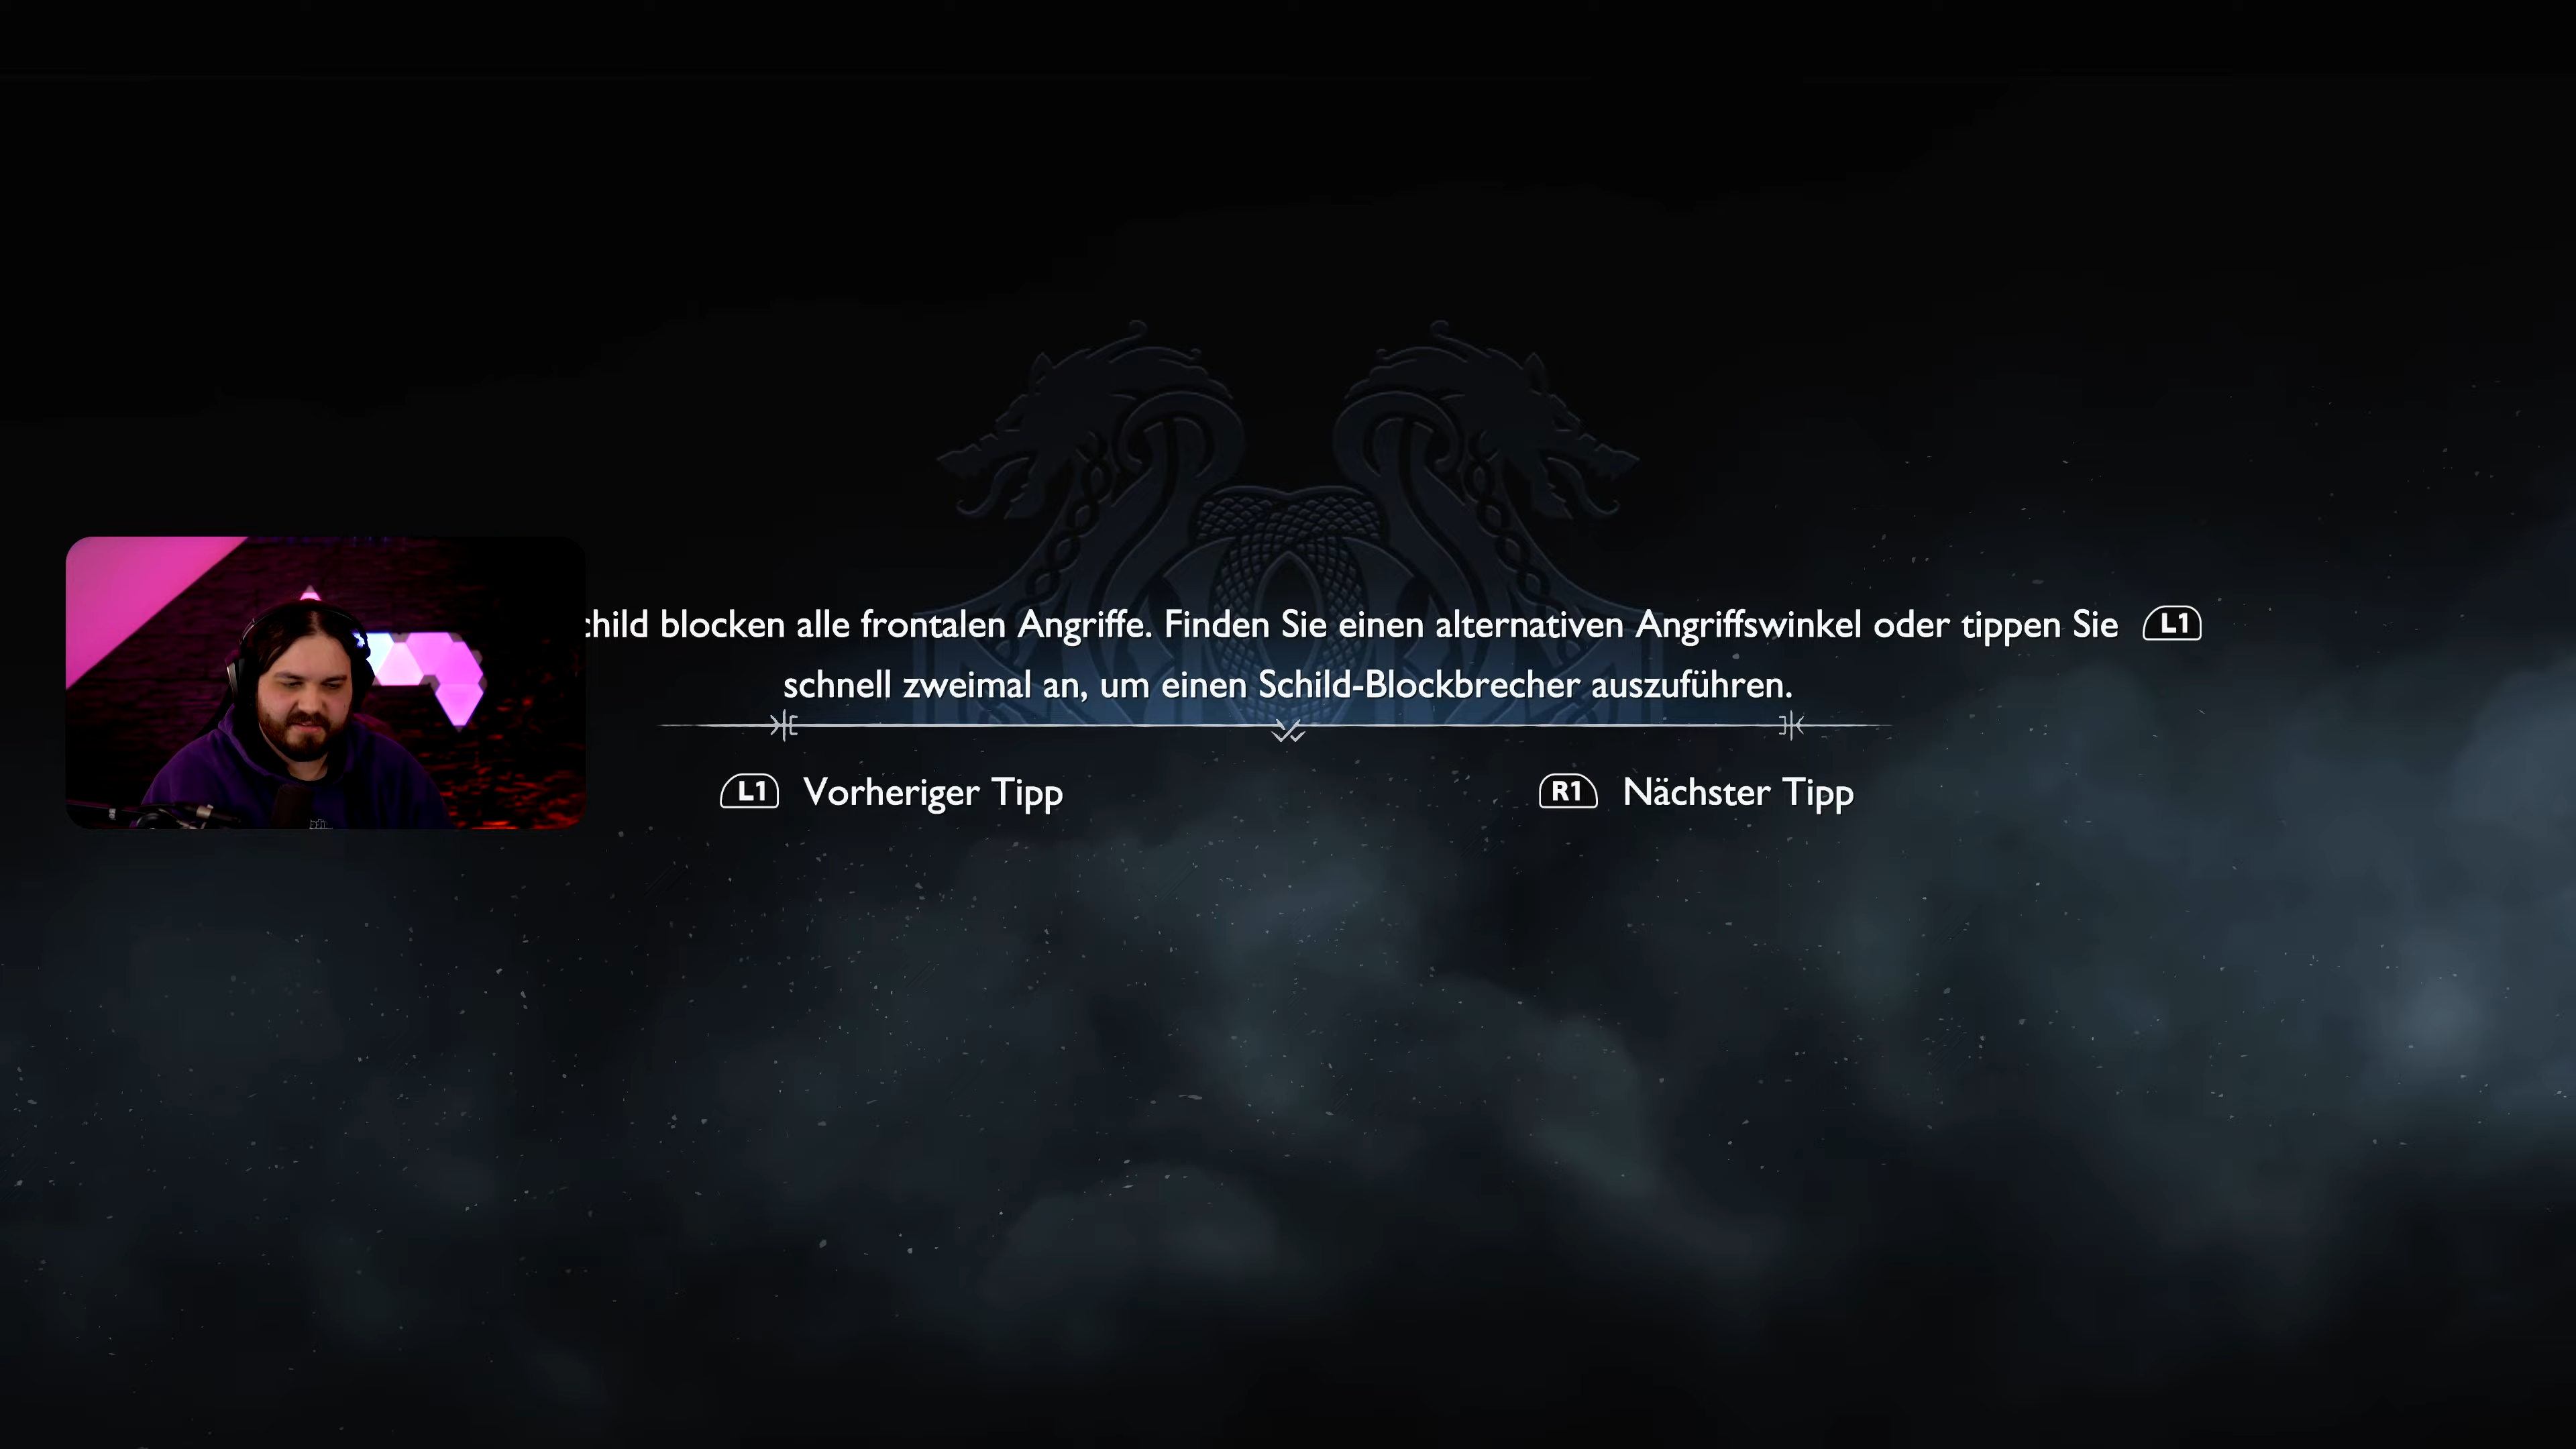 blocken alle frontalen Angriffe. Finden Sie einen alternativen Angriffswinkel oder tippen Sie L1
schnell zweimal an, um einen Schild-Blockbrecher auszuführen.
L1 Vorheriger Tipp
R1 Nächster Tipp